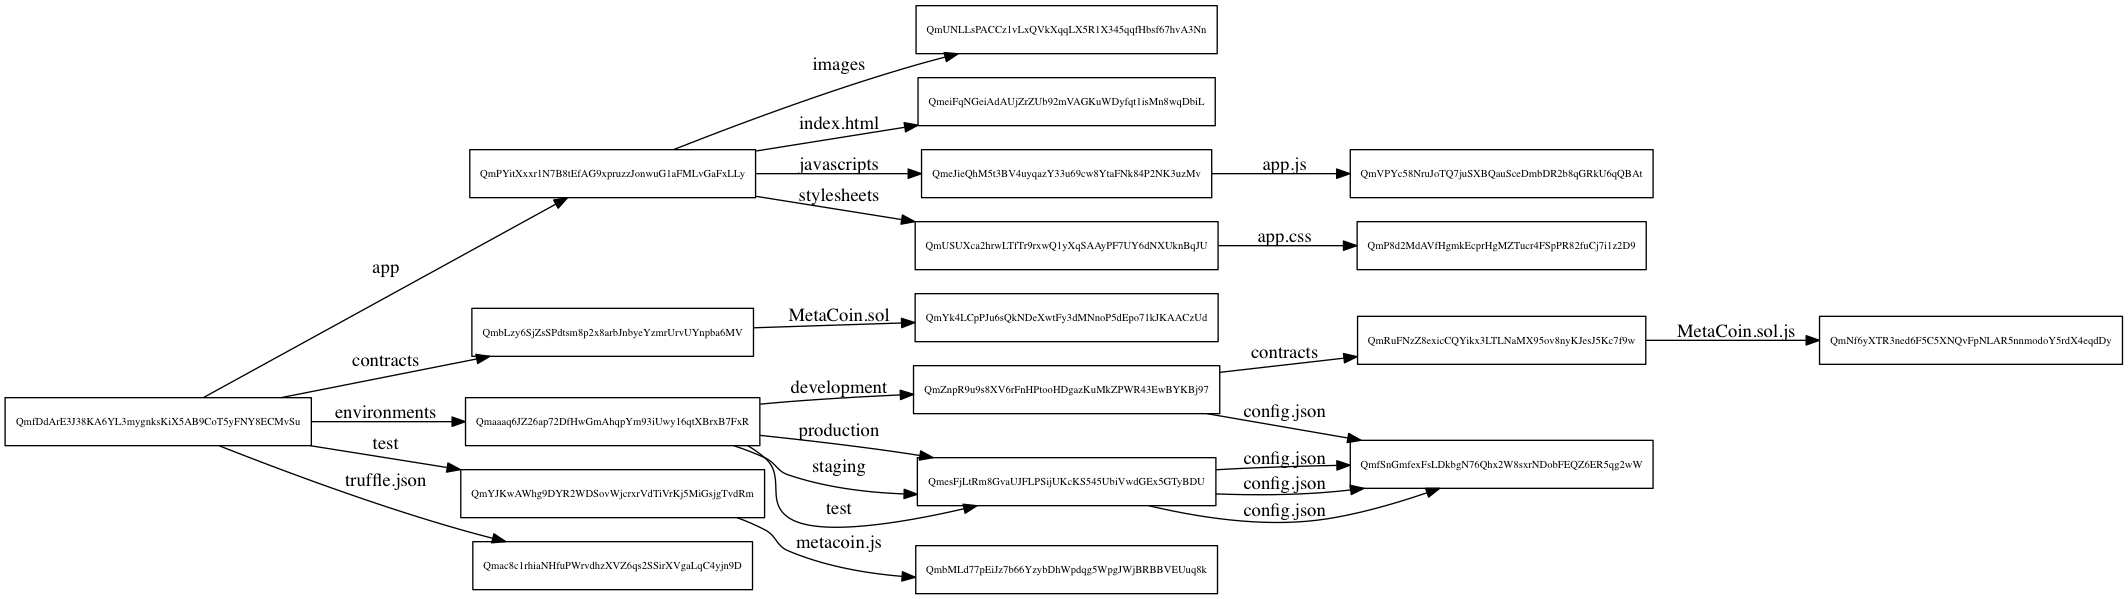 QmUNLLsPACCz1vLxQVkXqqLX5R1X345qqfHbsf67hvA3Nn
images
QmeiFqNGeiAdAUjZrZUb92mVAGKuWDyfqt1isMn8wqDbiL
index.html
QmPYitXxxr1N7B8tEfAG9xpruzzJonwuG1aFMLvGaFxLLy
javascripts
QmeJieQhM5t3BV4uyqazY33u69cw8YtaFNk84P2NK3uzMv
app.js
QmVPYc58NruJoTQ7juSXBQauSceDmbDR2b8qGRkU6qQBAt
stylesheets
QmUSUXca2hrwLTfTr9rxwQ1yXqSAAyPF7UY6dNXUknBqJU
app.css
QmP8d2MdAVfHgmkEcprHgMZTucr4FSpPR82fuCj7i1z2D9
app
QmbLzy6SjZsSPdtsm8p2x8arbJnbyeYzmrUrvUYnpba6MV
MetaCoin.sol
QmYk4LCpPJu6sQkNDeXwtFy3dMNnoP5dEpo71kJKAACzUd
contracts
QmRuFNzZ8exicCQYikx3LTLNaMX95ov8nyKJesJ5Kc7f9w
MetaCoin.sol.js
QmNf6yXTR3ned6F5C5XNQvFpNLAR5nnmodoY5rdX4eqdDy
contracts
development
QmZnpR9u9s8XV6rFnHPtooHDgazKuMkZPWR43EwBYKBj97
config.json
QmfDdArE3J38KA6YL3mygnksKiX5AB9CoT5yFNY8ECMvSu
environments
Qmaaaq6JZ26ap72DfHwGmAhqpYm93iUwy16qtXBrxB7FxR
production
test
staging
config.json
QmfSnGmfexFsLDkbgN76Qhx2W8sxrNDobFEQZ6ER5qg2wW
truffle.json
QmYJKwAWhg9DYR2WDSovWjcrxrVdTiVrKj5MiGsjgTvdRm
QmesFjLtRm8GvaUJFLPSijUKcKS545UbiVwdGEx5GTyBDU
config.json
test
config.json
metacoin.js
Qmac8c1rhiaNHfuPWrvdhzXVZ6qs2SSirXVgaLqC4yjn9D
QmbMLd77pEiJz7b66YzybDhWpdqg5WpgJWjBRBBVEUuq8k